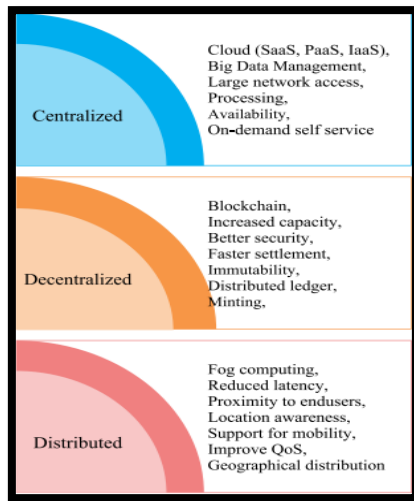 Centralized
Cloud (SaaS, PaaS, IaaS),
Big Data Management,
Large network access,
Processing,
Availability,
On-demand self service
Decentralized
Blockchain,
Increased capacity,
Better security,
Faster settlement,
Immutability,
Distributed ledger,
Minting,
Distributed
Fog computing,
Reduced latency,
Proximity to endusers,
Location awareness,
Support for mobility,
Improve QoS,
Geographical distribution